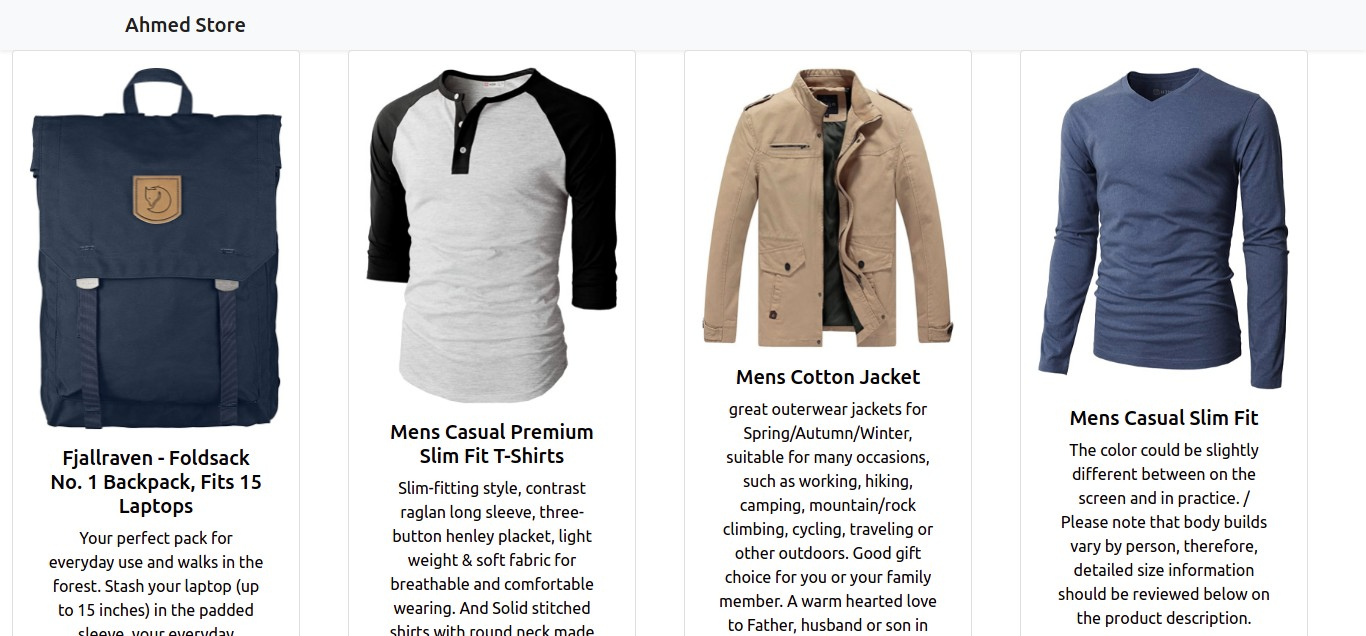 Ahmed Store
Fjallraven - Foldsack
No. 1 Backpack, Fits 15
Laptops
Your perfect pack for
everyday use and walks in the
forest. Stash your laptop (up
to 15 inches) in the padded
sleeve, your everyday
Mens Casual Premium
Slim Fit T-Shirts
Slim-fitting style, contrast
raglan long sleeve, three-
button henley placket, light
weight & soft fabric for
breathable and comfortable
wearing. And Solid stitched
shirts with round neck made
Mens Cotton Jacket
great outerwear jackets for
Spring/Autumn/Winter,
suitable for many occasions,
such as working, hiking,
camping, mountain/rock
climbing, cycling, traveling or
other outdoors. Good gift
choice for you or your family
member. A warm hearted love
to Father, husband or son in
Mens Casual Slim Fit
The color could be slightly
different between on the
screen and in practice. /
Please note that body builds
vary by person, therefore,
detailed size information
should be reviewed below on
the product description.